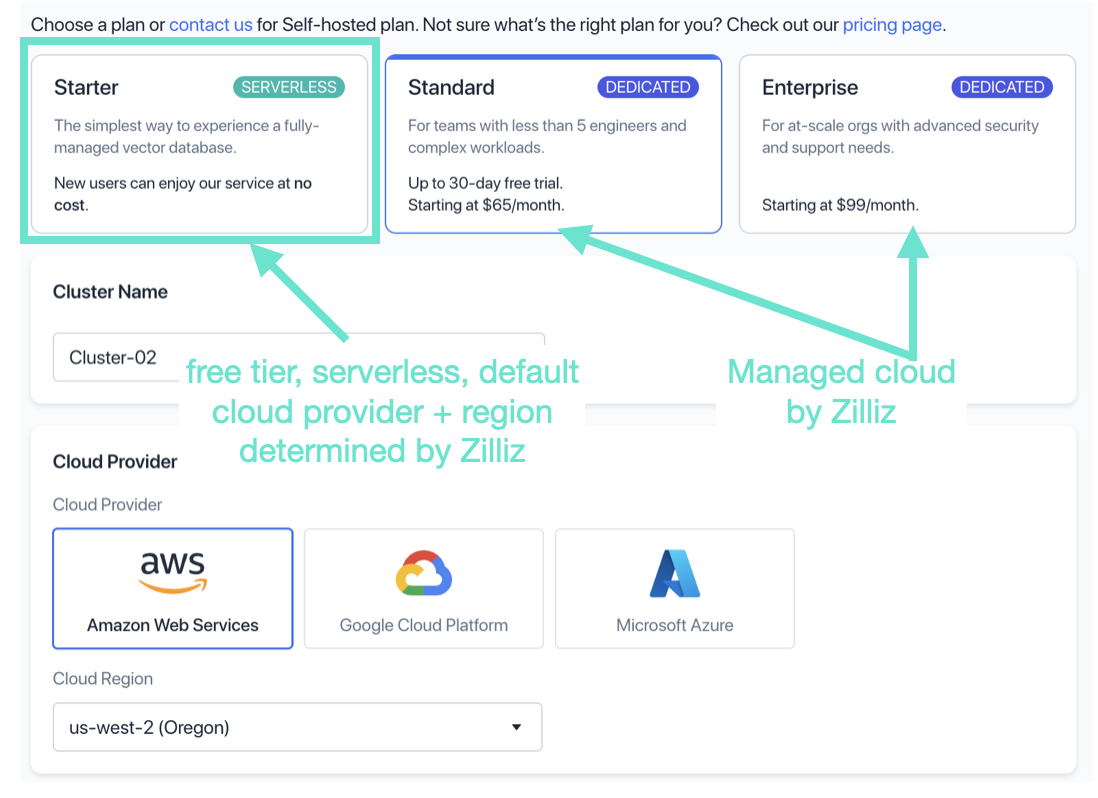 Choose a plan or contact us for Self-hosted plan. Not sure what's the right plan for you? Check out our pricing page.
Starter
SERVERLESS
The simplest way to experience a fully-
managed vector database.
New users can enjoy our service at no
cost.
Standard
DEDICATED
For teams with less than 5 engineers and
complex workloads.
Up to 30-day free trial.
Starting at $65/month.
Enterprise
DEDICATED
For at-scale orgs with advanced security
and support needs.
Starting at $99/month.
Cluster Name
Cluster-02
free tier, serverless, default
cloud provider + region
determined by Zilliz
Managed cloud
by Zilliz
Cloud Provider
Cloud Provider
aws
Amazon Web Services
Google Cloud Platform
Microsoft Azure
Cloud Region
us-west-2 (Oregon)